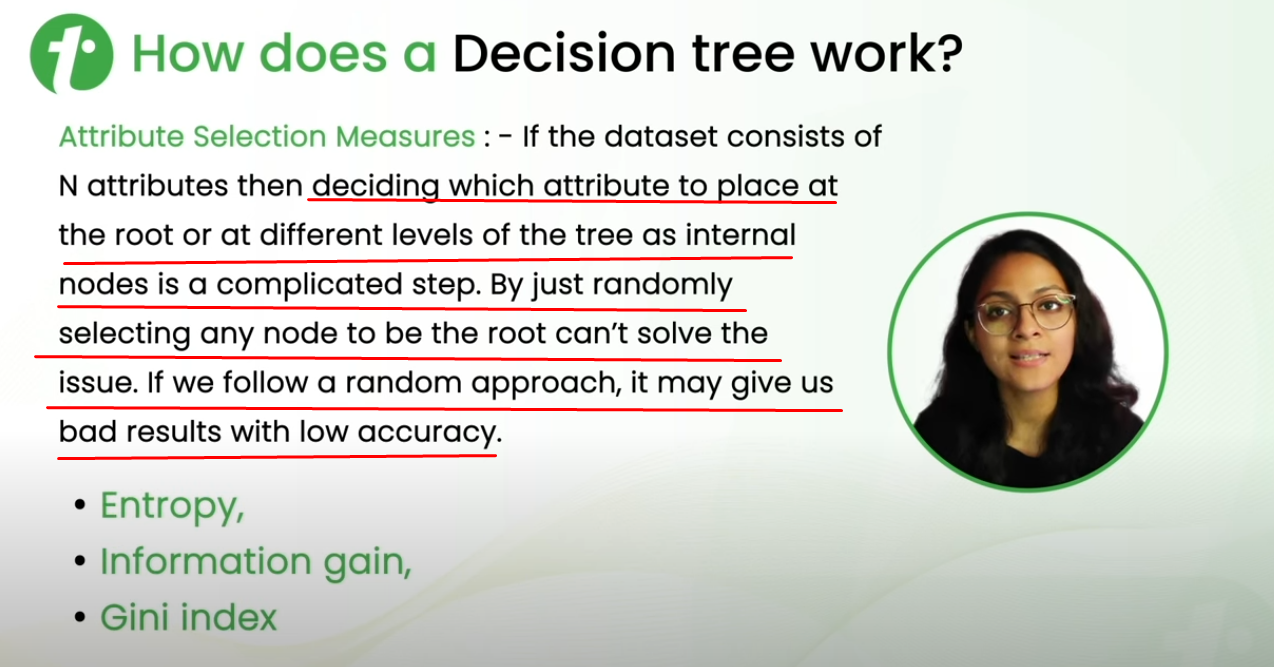 How does a Decision tree work?
Attribute Selection Measures : - If the dataset consists of
N attributes then deciding which attribute to place at
the root or at different levels of the tree as internal
nodes is a complicated step. By just randomly
selecting any node to be the root can’t solve the
issue. If we follow a random approach, it may give us
bad results with low accuracy.
• Entropy,
• Information gain,
• Gini index